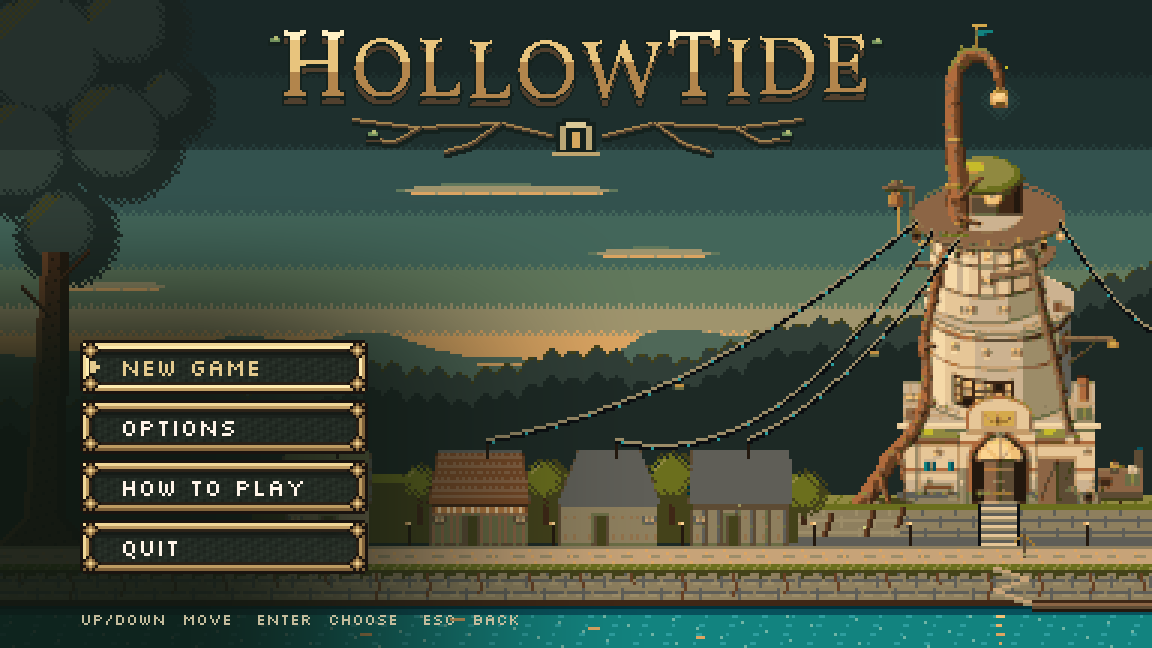 HOLLOWTIDE
NEW GAME
OPTIONS
HOW TO PLAY
QUIT
UP/DOWN MOVE ENTER CHOOSE ESC BACK